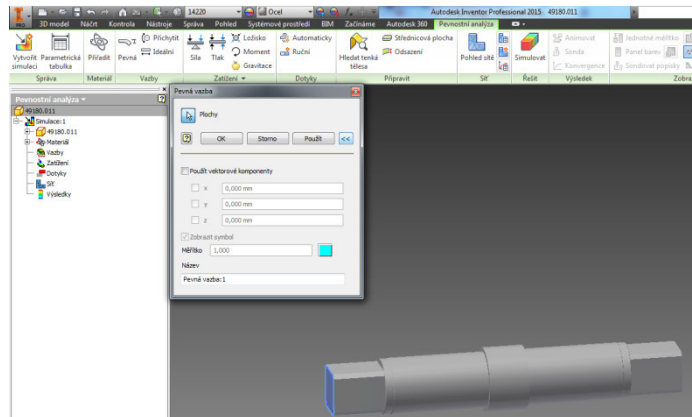 14220 Ocel Autodesk Inventor Professional 2015 49180.011
PRO 3D model Náčrt Kontrola Nástroje Správa Pohled Systémové prostředí BIM Začínáme Autodesk 360 Pevnostní analýza
Vytvořit simulaci
Parametrická tabulka
Přiřadit
Pevná
Přichytit
Ideální
Síla
Tlak
Ložisko
Moment
Gravitace
Automaticky
Ruční
Hledat tenké tělesa
Střednicová plocha
Odsazení
Pohled sítě
Simulovat
Animovat
Sonda
Konvergence
Jednotné měřítko
Panel barev
Sondovat popisky
Správa Materiál Vazby Zatížení Dotyky Připravit Síť Řešit Výsledek Zobra
Pevnostní analýza
49180.011
Simulace:1
49180.011
Materiál
Vazby
Zatížení
Dotyky
Síť
Výsledky
Pevná vazba
Plochy
OK Storno Použít <<
Použít vektorové komponenty
x 0,000 mm
y 0,000 mm
z 0,000 mm
Zobrazit symbol
Měřítko 1,000
Název
Pevná vazba:1